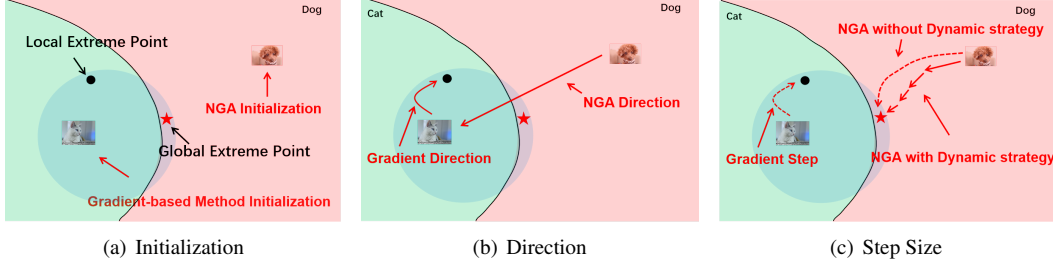 Dog
Local Extreme Point
NGA Initialization
Global Extreme Point
Gradient-based Method Initialization
(a) Initialization
Cat
Dog
NGA Direction
Gradient Direction
(b) Direction
Cat
Dog
NGA without Dynamic strategy
Gradient Step
NGA with Dynamic strategy
(c) Step Size